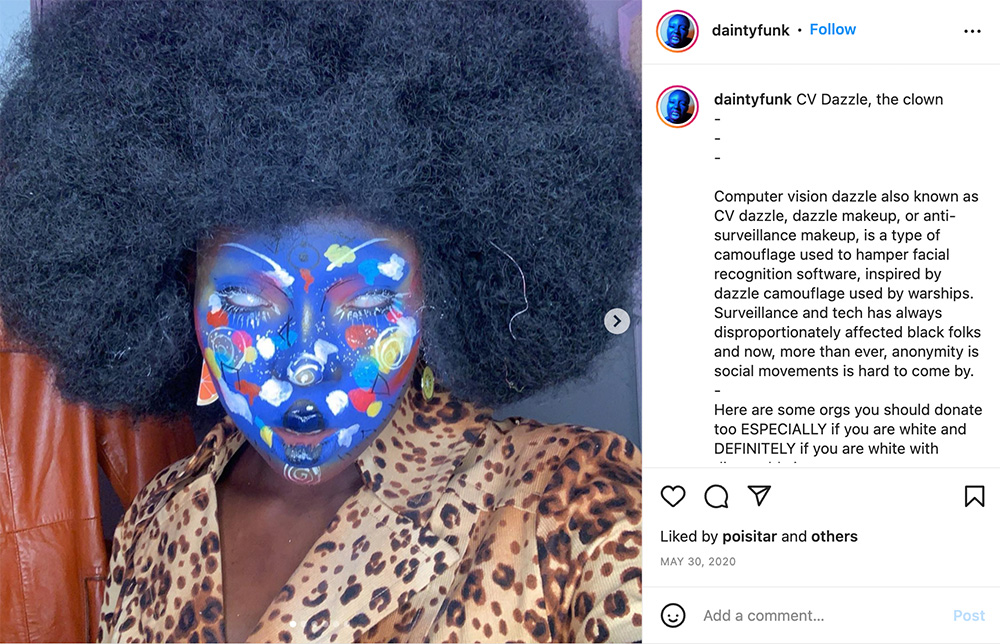 daintyfunk • Follow
daintyfunk CV Dazzle, the clown
-
-
-
Computer vision dazzle also known as
CV dazzle, dazzle makeup, or anti-
surveillance makeup, is a type of
camouflage used to hamper facial
recognition software, inspired by
dazzle camouflage used by warships.
Surveillance and tech has always
disproportionately affected black folks
and now, more than ever, anonymity is
social movements is hard to come by.
-
Here are some orgs you should donate
too ESPECIALLY if you are white and
DEFINITELY if you are white with
Liked by poisitar and others
MAY 30, 2020
Add a comment...
Post